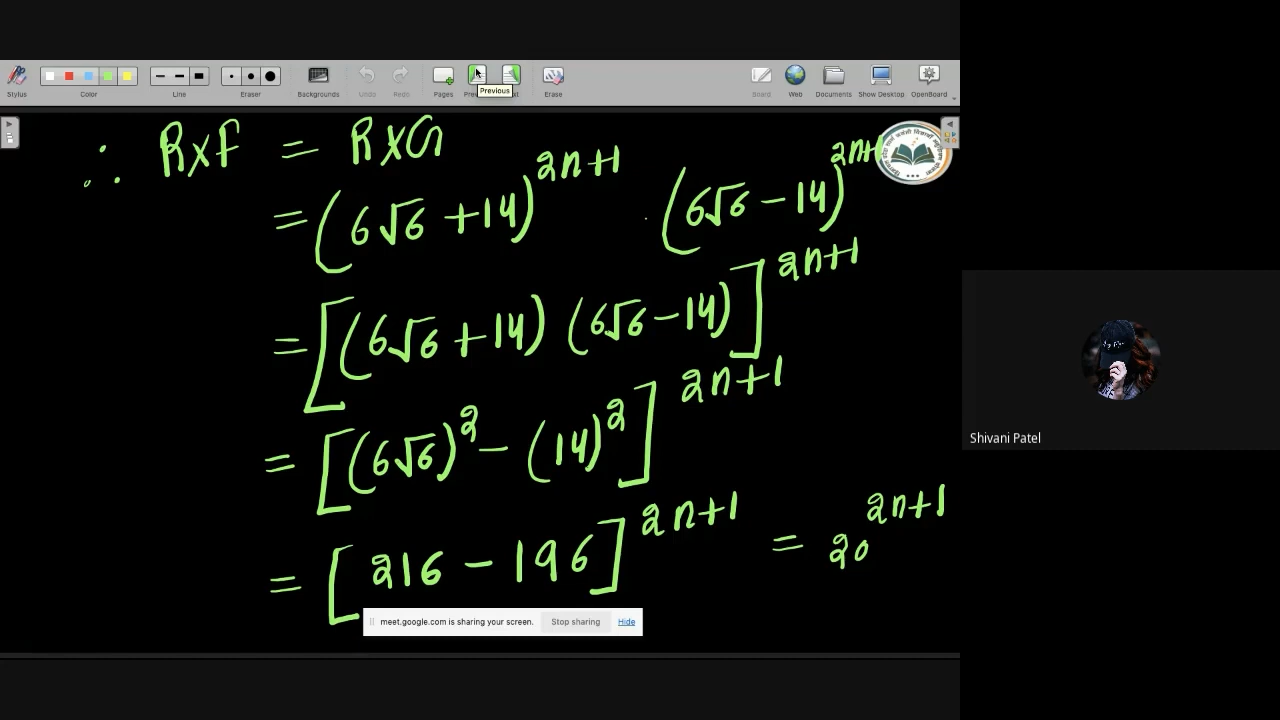 Stylus Color Line Eraser Backgrounds Undo Redo Pages Previous Erase Board Web Documents Show Desktop OpenBoard
Previous
∴ R×F = R×G
= (6√6 + 14)^2n+1 (6√6 − 14)^2n+1
= [(6√6 + 14) (6√6 − 14)]^2n+1
= [(6√6)^2 − (14)^2]^2n+1
= [216 − 196]^2n+1 = 20^2n+1
meet.google.com is sharing your screen. Stop sharing Hide
Shivani Patel